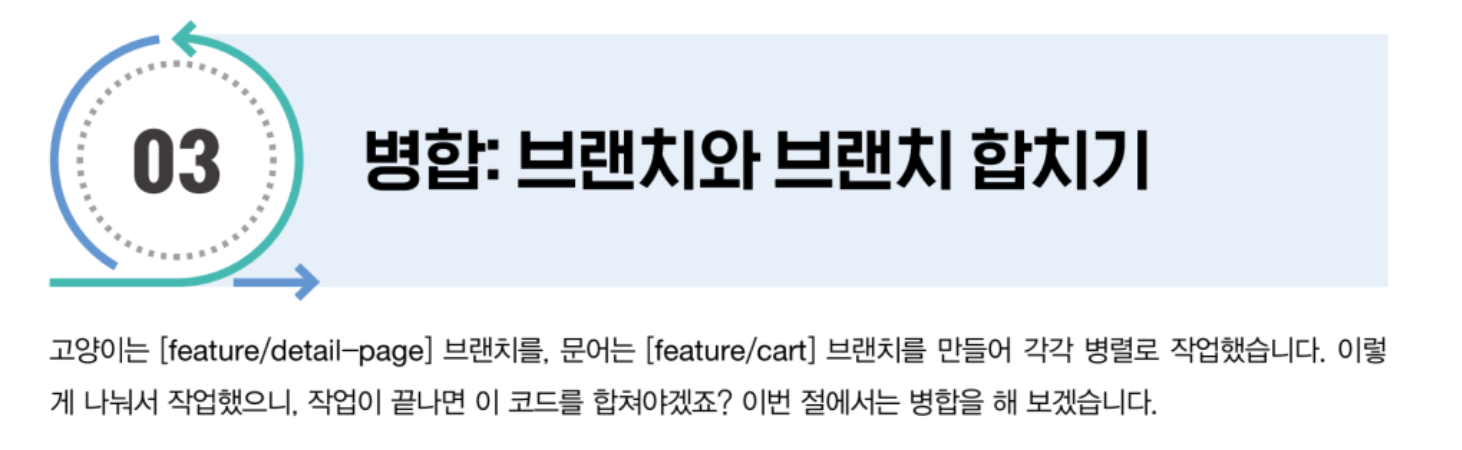 03
병합: 브랜치와 브랜치 합치기
고양이는 [feature/detail-page] 브랜치를, 문어는 [feature/cart] 브랜치를 만들어 각각 병렬로 작업했습니다. 이렇
게 나눠서 작업했으니, 작업이 끝나면 이 코드를 합쳐야겠죠? 이번 절에서는 병합을 해 보겠습니다.